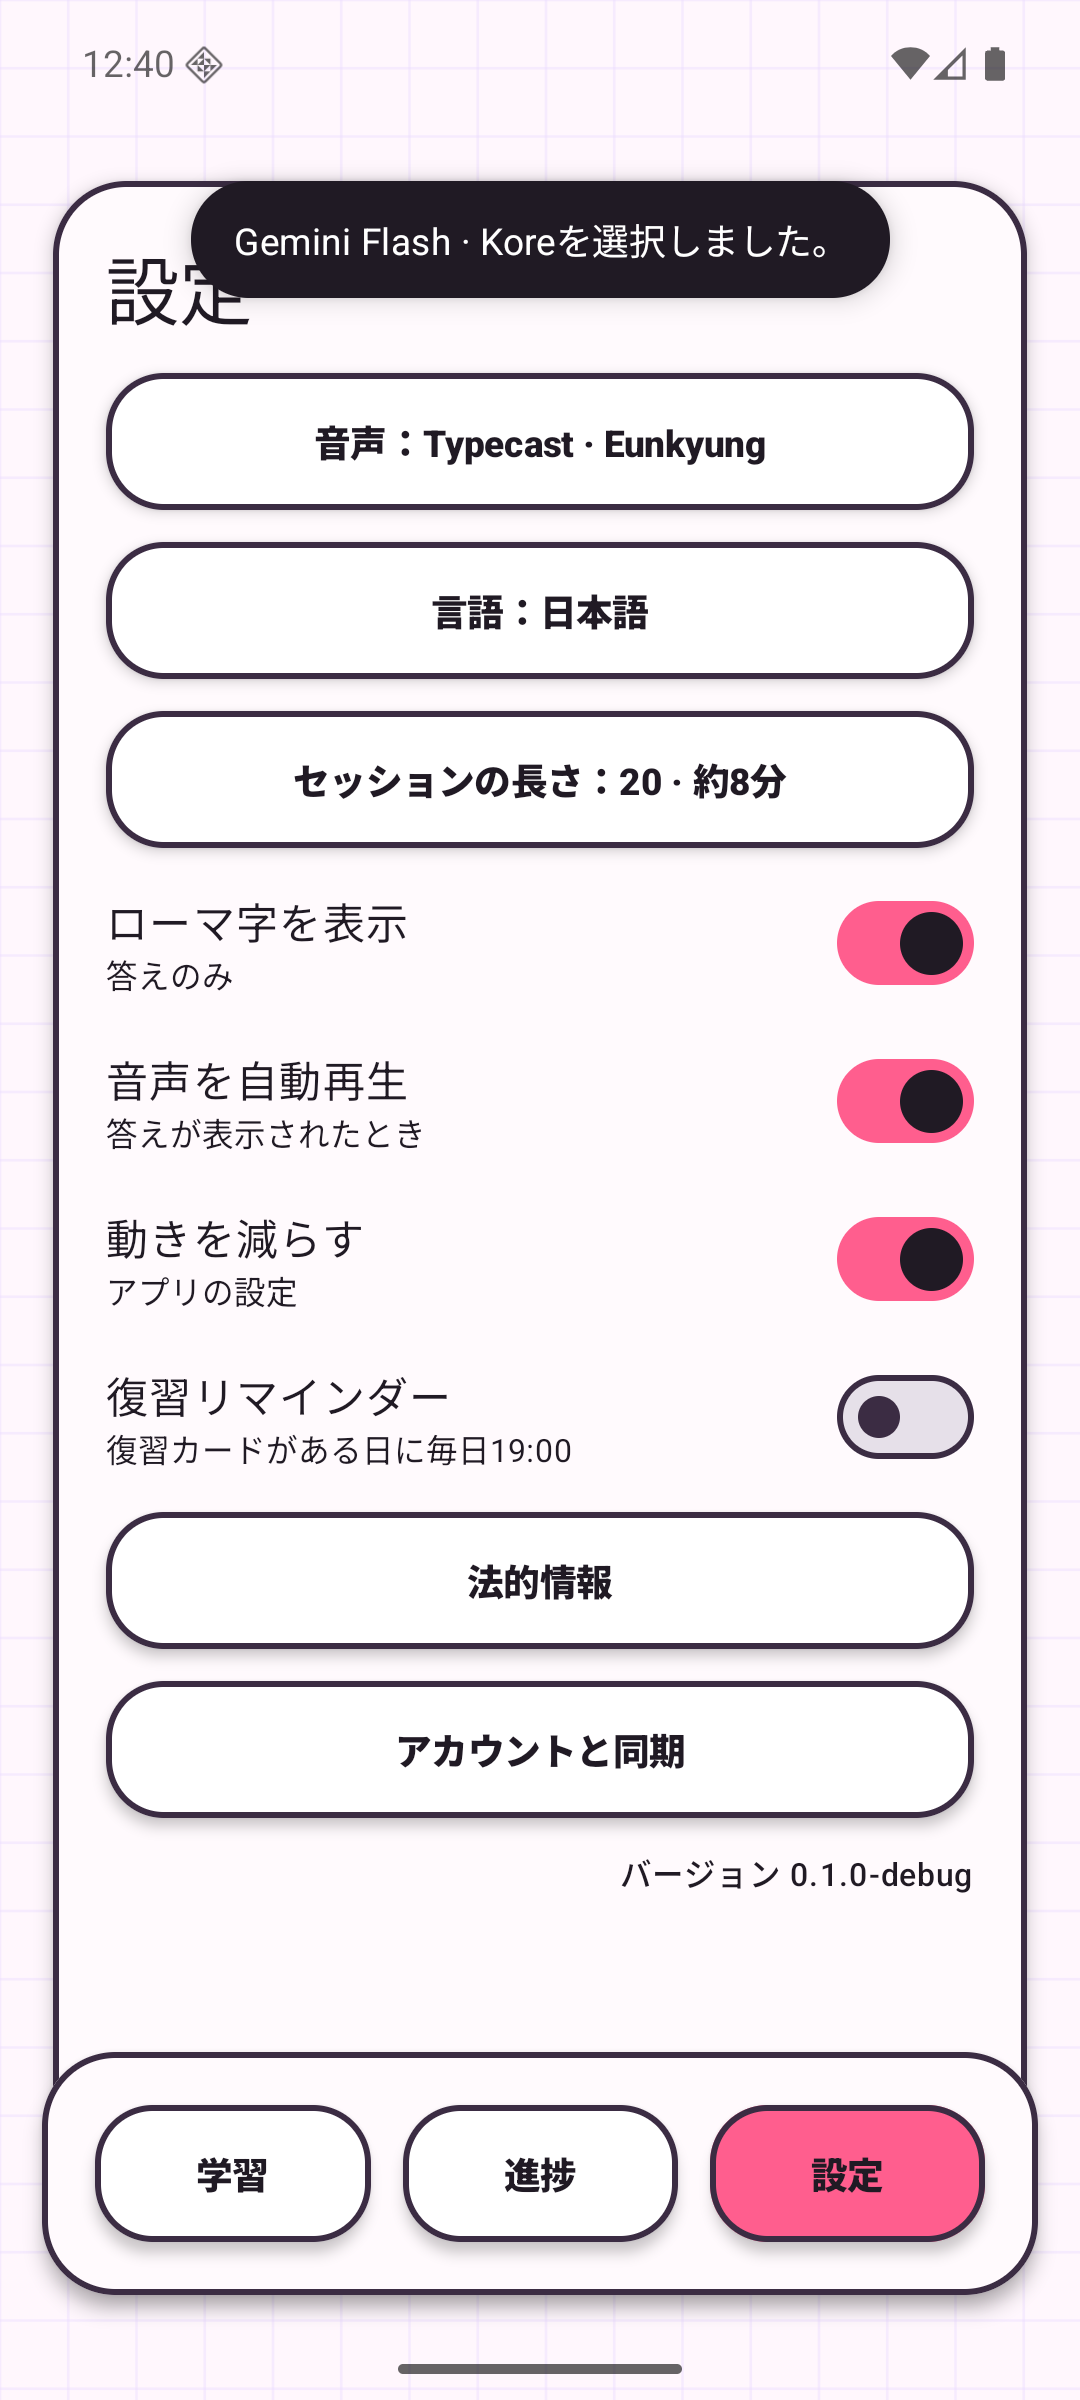 12:40
Gemini Flash · Koreを選択しました。
設定
音声：Typecast · Eunkyung
言語：日本語
セッションの長さ：20 · 約8分
ローマ字を表示
答えのみ
音声を自動再生
答えが表示されたとき
動きを減らす
アプリの設定
復習リマインダー
復習カードがある日に毎日19:00
法的情報
アカウントと同期
バージョン 0.1.0-debug
学習
進捗
設定